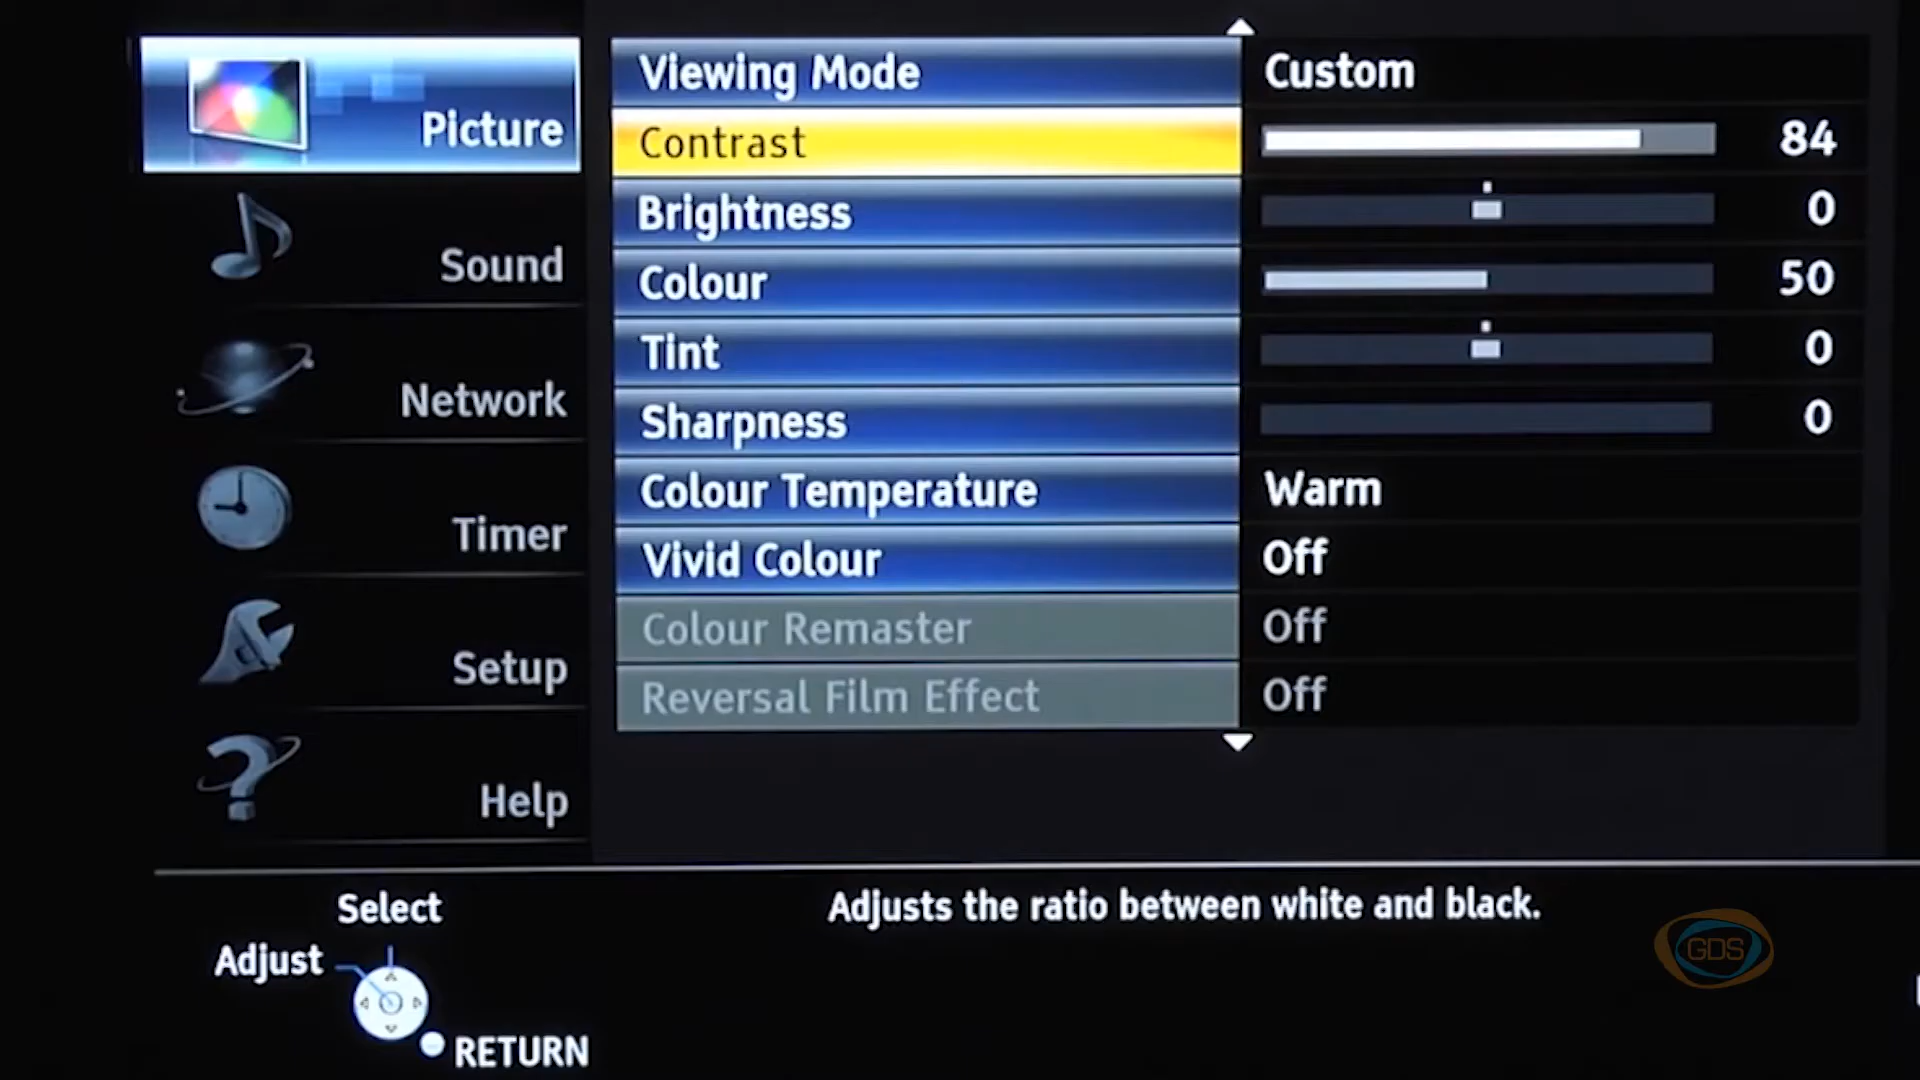 Picture
Sound
Network
Timer
Setup
Help
Viewing Mode Custom
Contrast 84
Brightness 0
Colour 50
Tint 0
Sharpness 0
Colour Temperature Warm
Vivid Colour Off
Colour Remaster Off
Reversal Film Effect Off
Select
Adjust
RETURN
Adjusts the ratio between white and black.
GDS